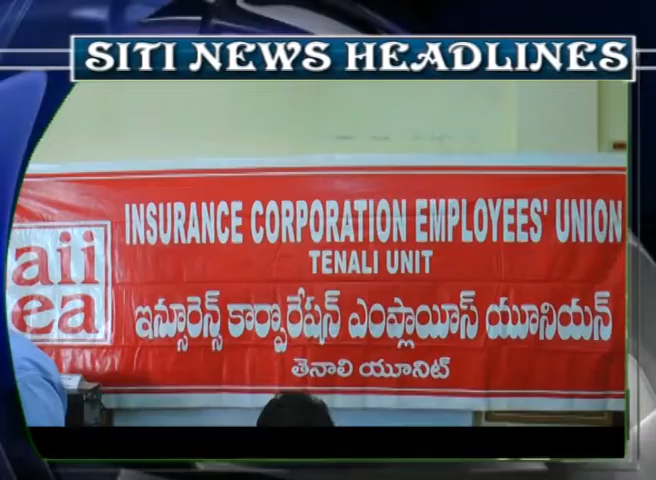 SITI NEWS HEADLINES
INSURANCE CORPORATION EMPLOYEES' UNION
TENALI UNIT
aii
ea
ఇన్సూరెన్స్ కార్పొరేషన్ ఎంప్లాయీస్ యూనియన్
తెనాలి యూనిట్